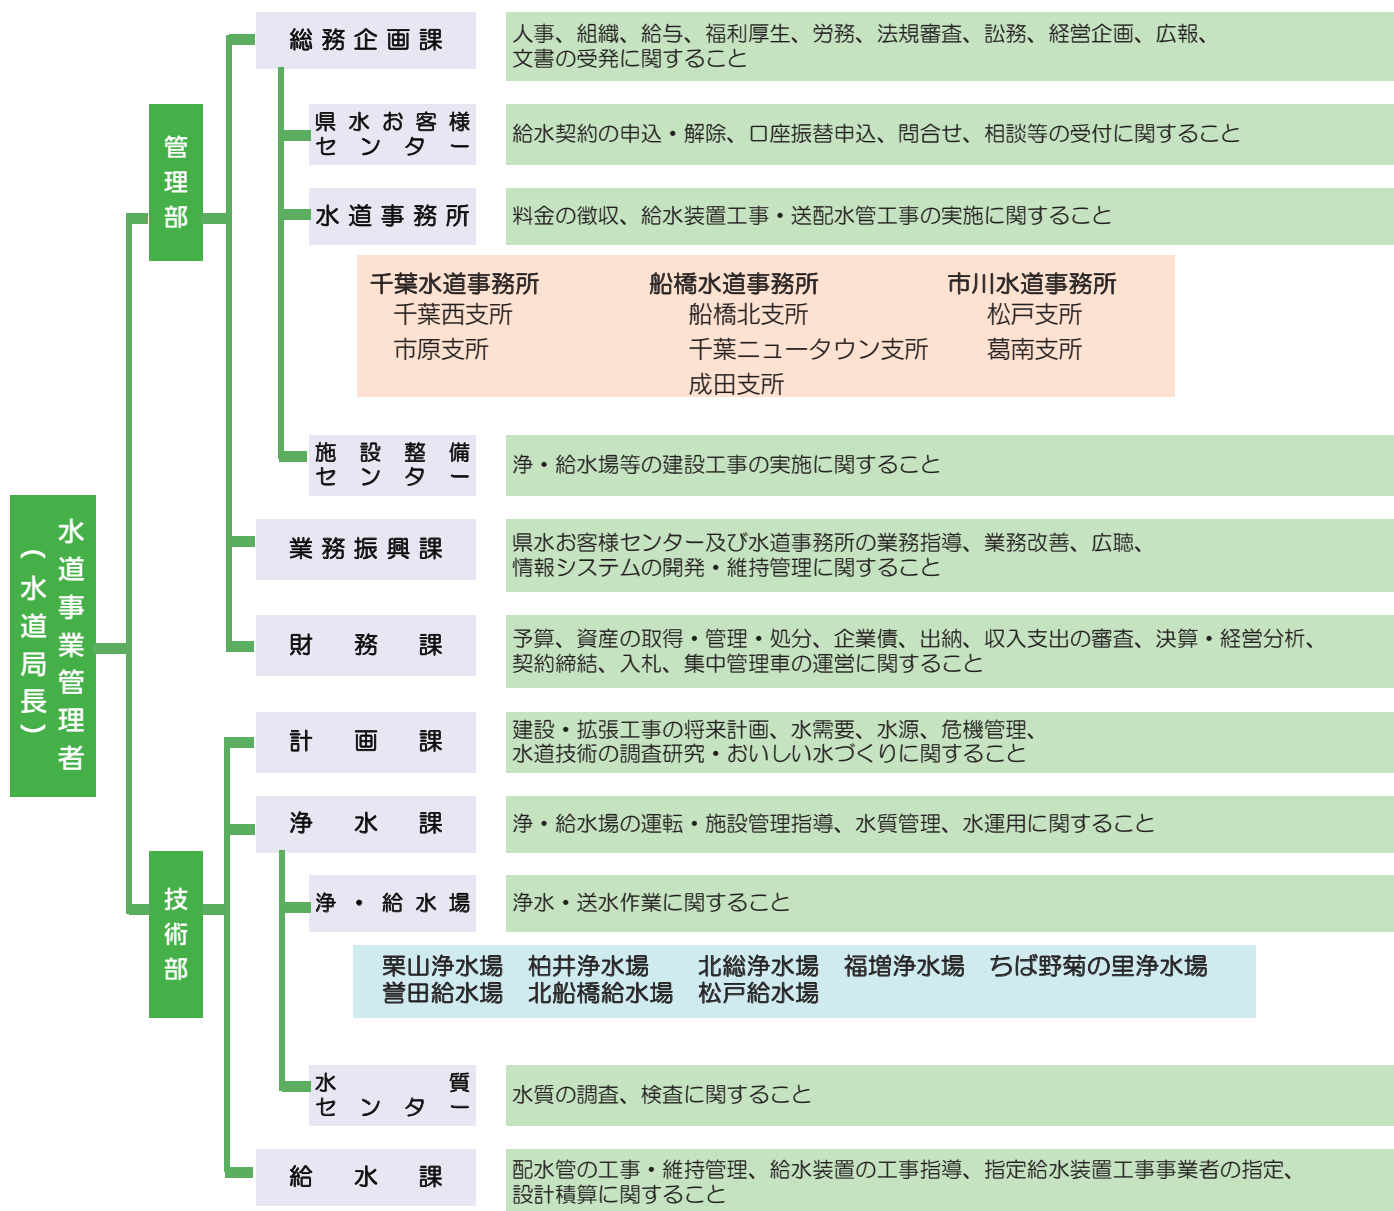 水道事業管理者
(水道局長)
管理部
総務企画課
人事、組織、給与、福利厚生、労務、法規審査、訟務、経営企画、広報、
文書の受発に関すること
県水お客様
センター
給水契約の申込・解除、口座振替申込、問合せ、相談等の受付に関すること
水道事務所
料金の徴収、給水装置工事・送配水管工事の実施に関すること
千葉水道事務所 船橋水道事務所 市川水道事務所
千葉西支所 船橋北支所 松戸支所
市原支所 千葉ニュータウン支所 葛南支所
成田支所
施設整備
センター
浄・給水場等の建設工事の実施に関すること
業務振興課
県水お客様センター及び水道事務所の業務指導、業務改善、広聴、
情報システムの開発・維持管理に関すること
財務課
予算、資産の取得・管理・処分、企業債、出納、収入支出の審査、決算・経営分析、
契約締結、入札、集中管理車の運営に関すること
技術部
計画課
建設・拡張工事の将来計画、水需要、水源、危機管理、
水道技術の調査研究・おいしい水づくりに関すること
浄水課
浄・給水場の運転・施設管理指導、水質管理、水運用に関すること
浄・給水場
浄水・送水作業に関すること
栗山浄水場 柏井浄水場 北総浄水場 福増浄水場 ちば野菊の里浄水場
誉田給水場 北船橋給水場 松戸給水場
水質
センター
水質の調査、検査に関すること
給水課
配水管の工事・維持管理、給水装置の工事指導、指定給水装置工事事業者の指定、
設計積算に関すること